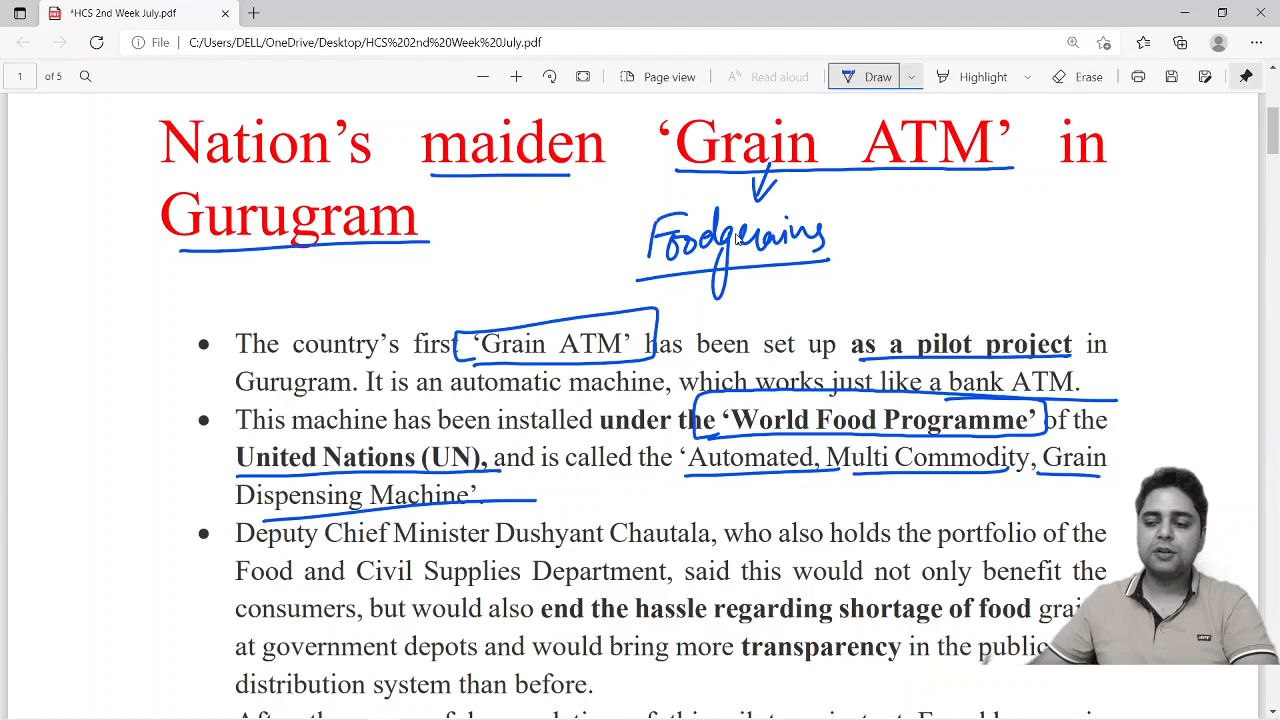 *HCS 2nd Week July.pdf
File C:/Users/DELL/OneDrive/Desktop/HCS%202nd%20Week%20July.pdf
1 of 5 Page view Read aloud Draw Highlight Erase
Nation’s maiden ‘Grain ATM’ in
Gurugram
Foodgrains
The country’s first ‘Grain ATM’ has been set up as a pilot project in
Gurugram. It is an automatic machine, which works just like a bank ATM.
This machine has been installed under the ‘World Food Programme’ of the
United Nations (UN), and is called the ‘Automated, Multi Commodity, Grain
Dispensing Machine’.
Deputy Chief Minister Dushyant Chautala, who also holds the portfolio of the
Food and Civil Supplies Department, said this would not only benefit the
consumers, but would also end the hassle regarding shortage of food grai
at government depots and would bring more transparency in the public
distribution system than before.